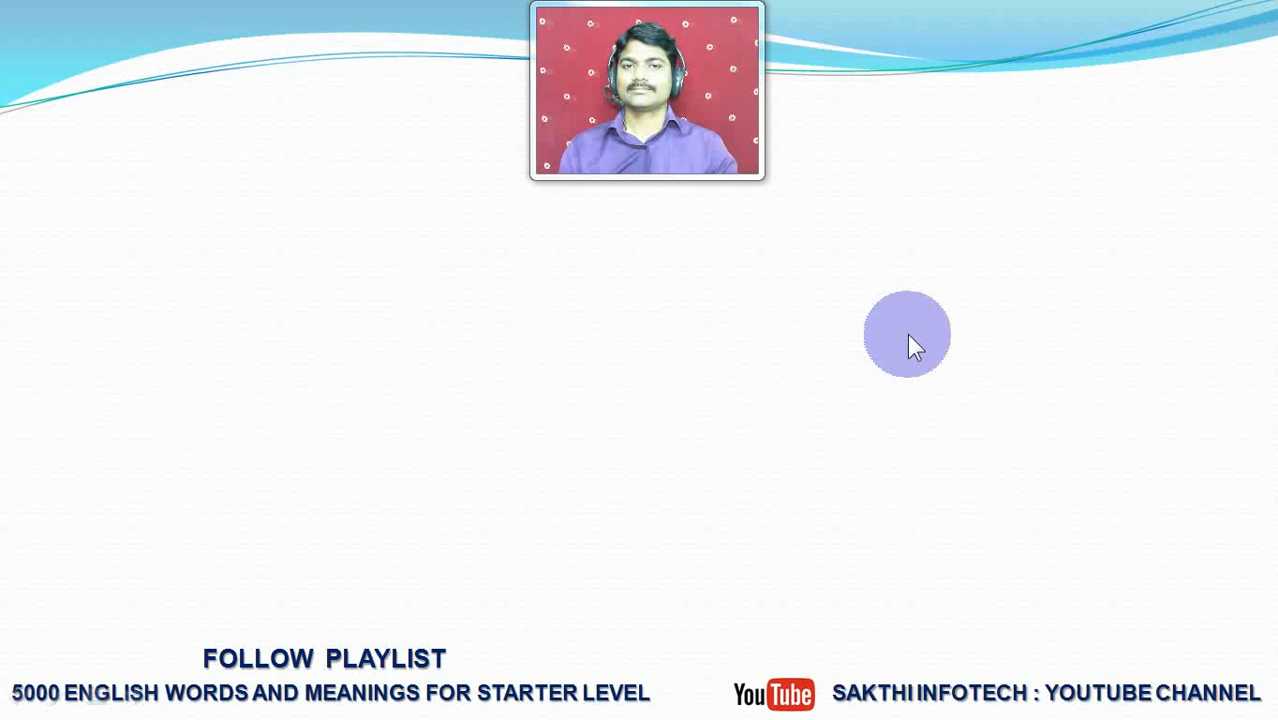 FOLLOW PLAYLIST
5000 ENGLISH WORDS AND MEANINGS FOR STARTER LEVEL
YouTube SAKTHI INFOTECH : YOUTUBE CHANNEL